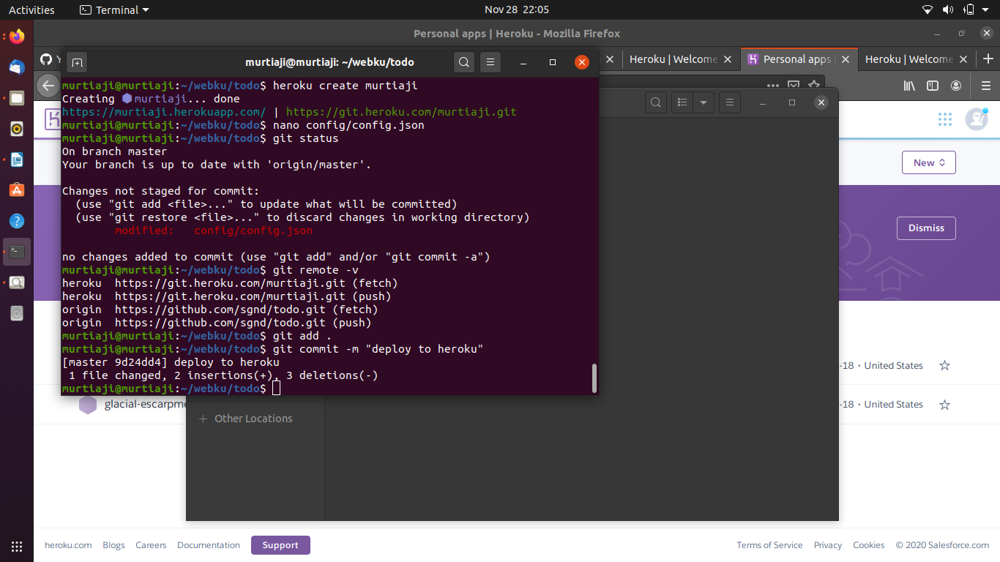 Activities
Terminal
Nov 28 22:05
Personal apps | Heroku - Mozilla Firefox
Heroku | Welcome
Personal apps
Heroku | Welcome
murtiaji@murtiaji: ~/webku/todo
murtiaji@murtiaji:~/webku/todo$ heroku create murtiaji
Creating murtiaji... done
https://murtiaji.herokuapp.com/ | https://git.heroku.com/murtiaji.git
murtiaji@murtiaji:~/webku/todo$ nano config/config.json
murtiaji@murtiaji:~/webku/todo$ git status
On branch master
Your branch is up to date with 'origin/master'.
Changes not staged for commit:
(use "git add <file>..." to update what will be committed)
(use "git restore <file>..." to discard changes in working directory)
modified: config/config.json
no changes added to commit (use "git add" and/or "git commit -a")
murtiaji@murtiaji:~/webku/todo$ git remote -v
heroku https://git.heroku.com/murtiaji.git (fetch)
heroku https://git.heroku.com/murtiaji.git (push)
origin https://github.com/sgnd/todo.git (fetch)
origin https://github.com/sgnd/todo.git (push)
murtiaji@murtiaji:~/webku/todo$ git add .
murtiaji@murtiaji:~/webku/todo$ git commit -m "deploy to heroku"
[master 9d24dd4] deploy to heroku
1 file changed, 2 insertions(+), 3 deletions(-)
murtiaji@murtiaji:~/webku/todo$
New
Dismiss
-18 · United States
glacial-escarpme
-18 · United States
Other Locations
heroku.com Blogs Careers Documentation Support
Terms of Service Privacy Cookies © 2020 Salesforce.com